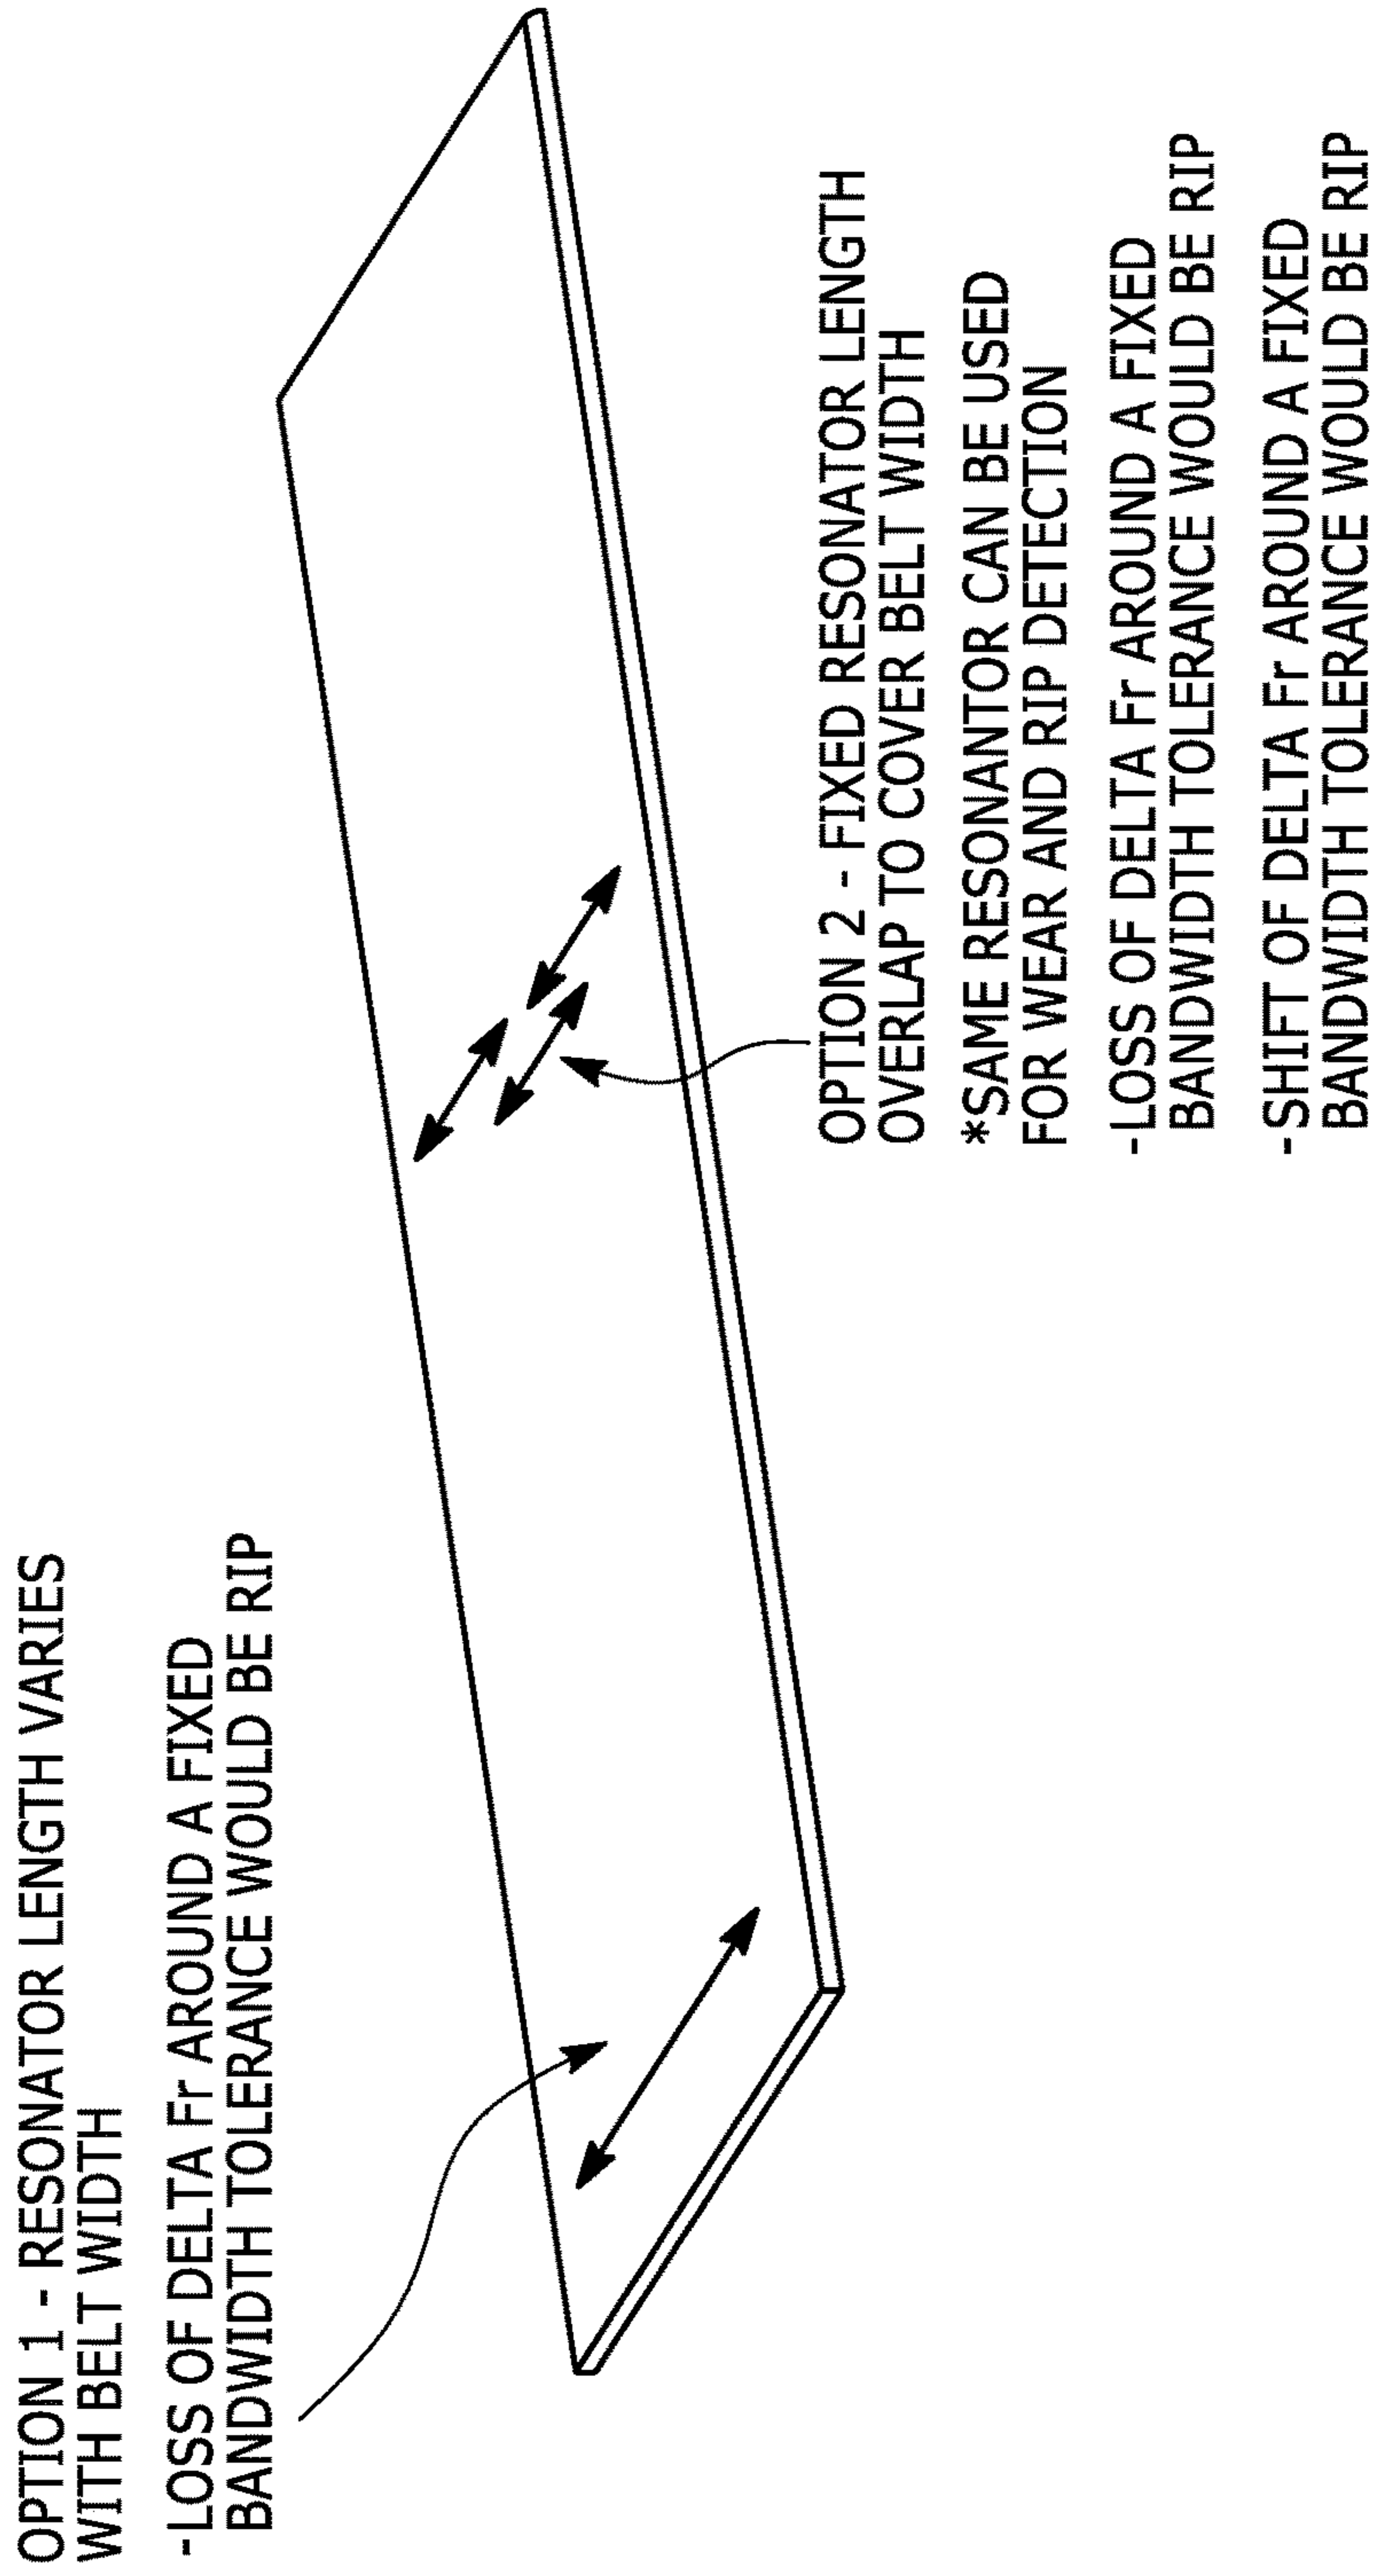 OPTION 1 - RESONATOR LENGTH VARIES
WITH BELT WIDTH
-LOSS OF DELTA Fr AROUND A FIXED
BANDWIDTH TOLERANCE WOULD BE RIP
OPTION 2 - FIXED RESONATOR LENGTH
OVERLAP TO COVER BELT WIDTH
*SAME RESONANTOR CAN BE USED
FOR WEAR AND RIP DETECTION
-LOSS OF DELTA Fr AROUND A FIXED
BANDWIDTH TOLERANCE WOULD BE RIP
-SHIFT OF DELTA Fr AROUND A FIXED
BANDWIDTH TOLERANCE WOULD BE RIP